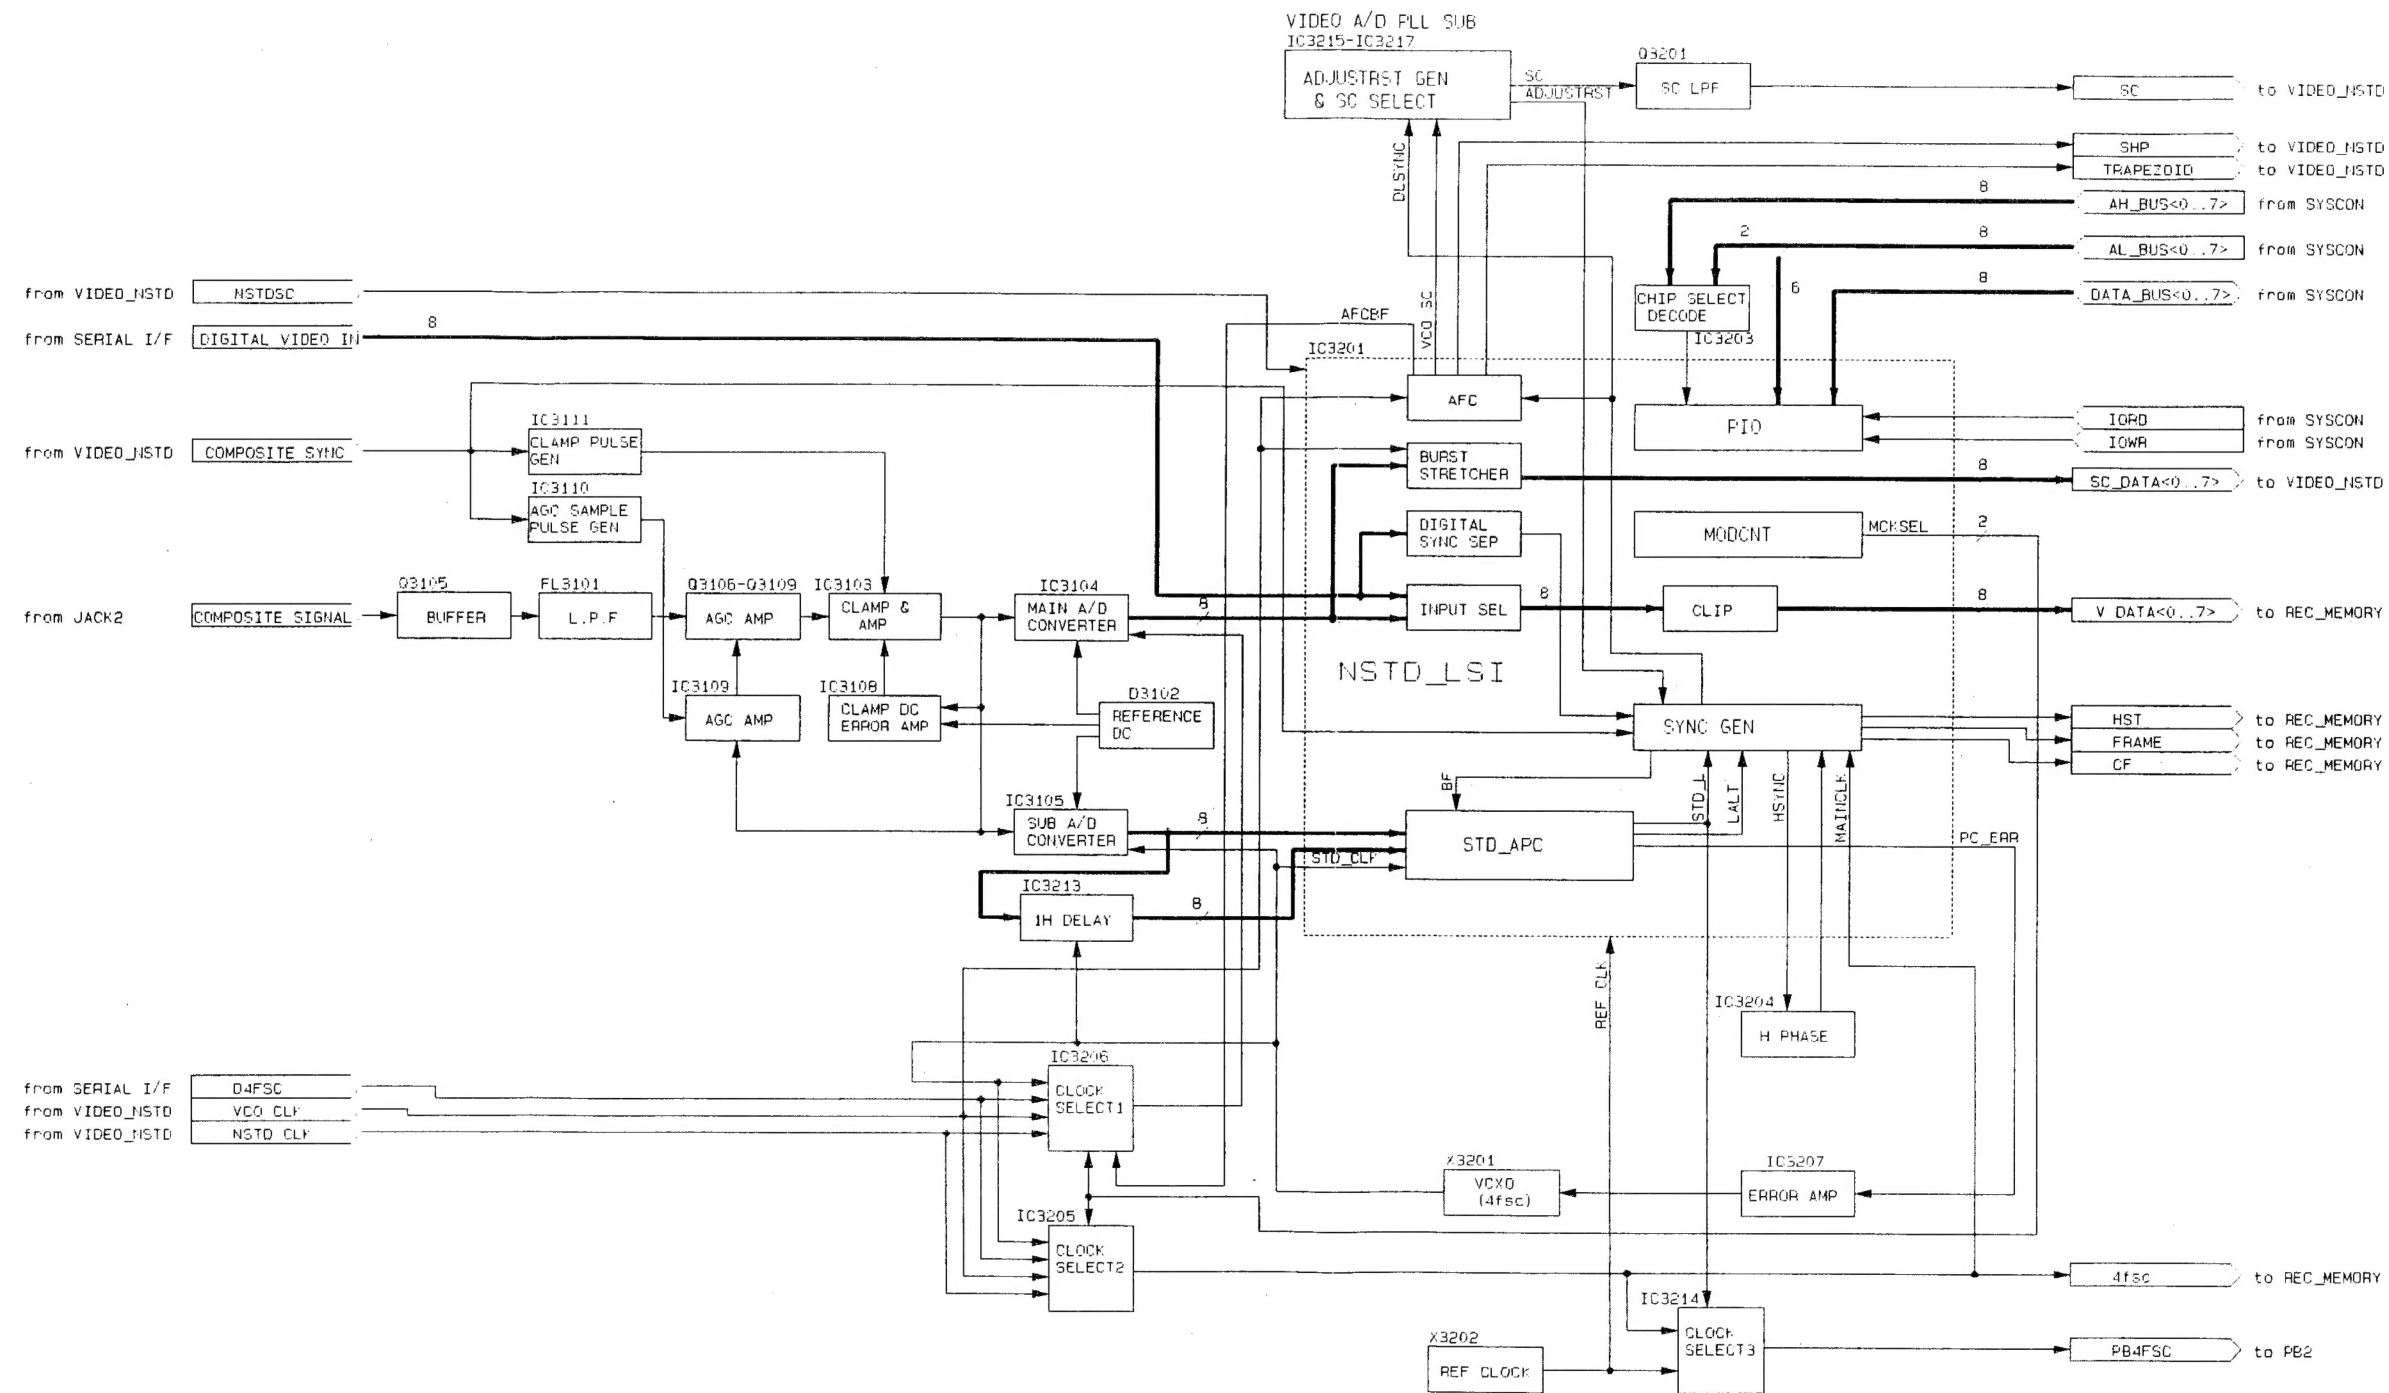 VIDEO A/D PLL SUB
IC3215-IC3217
ADJUSTRST GEN
& SC SELECT
SC
ADJUSTRST
Q3201
SC LPF
SC
to VIDEO_NSTD
SHP
to VIDEO_NSTD
TRAPEZOID
to VIDEO_NSTD
DLSYNC
VCO SC
8
AH_BUS<0..7>
from SYSCON
2
8
AL_BUS<0..7>
from SYSCON
6
8
DATA_BUS<0..7>
from SYSCON
CHIP SELECT
DECODE
IC3203
from VIDEO_NSTD
NSTDSC
from SERIAL I/F
DIGITAL VIDEO IN
8
AFCBF
IC3201
AFC
PIO
IORD
from SYSCON
IOWR
from SYSCON
from VIDEO_NSTD
COMPOSITE SYNC
IC3111
CLAMP PULSE
GEN
IC3110
AGC SAMPLE
PULSE GEN
BURST
STRETCHER
8
SC_DATA<0..7>
to VIDEO_NSTD
DIGITAL
SYNC SEP
MODCNT
MCKSEL
2
from JACK2
COMPOSITE SIGNAL
Q3105
BUFFER
FL3101
L.P.F
Q3106-Q3109
AGC AMP
IC3103
CLAMP &
AMP
IC3104
MAIN A/D
CONVERTER
8
INPUT SEL
8
CLIP
8
V DATA<0..7>
to REC_MEMORY
NSTD_LSI
IC3109
AGC AMP
IC3108
CLAMP DC
ERROR AMP
D3102
REFERENCE
DC
SYNC GEN
HST
to REC_MEMORY
FRAME
to REC_MEMORY
CF
to REC_MEMORY
BF
STD_L
LALT
HSYNC
MAINCLK
IC3105
SUB A/D
CONVERTER
8
STD_CLK
STD_APC
PC_ERR
IC3213
1H DELAY
8
REF CLK
IC3204
H PHASE
from SERIAL I/F
D4FSC
from VIDEO_NSTD
VCO CLK
from VIDEO_NSTD
NSTD CLK
IC3206
CLOCK
SELECT1
X3201
VCXO
(4fsc)
IC3207
ERROR AMP
IC3205
CLOCK
SELECT2
4fsc
to REC_MEMORY
IC3214
CLOCK
SELECT3
X3202
REF CLOCK
PB4FSC
to PB2